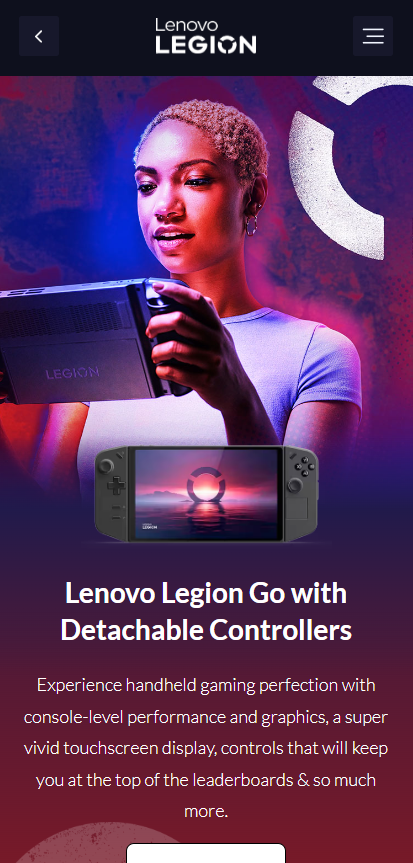 Lenovo
LEGION
LEGION
LEGION
Lenovo Legion Go with
Detachable Controllers
Experience handheld gaming perfection with
console-level performance and graphics, a super
vivid touchscreen display, controls that will keep
you at the top of the leaderboards & so much
more.